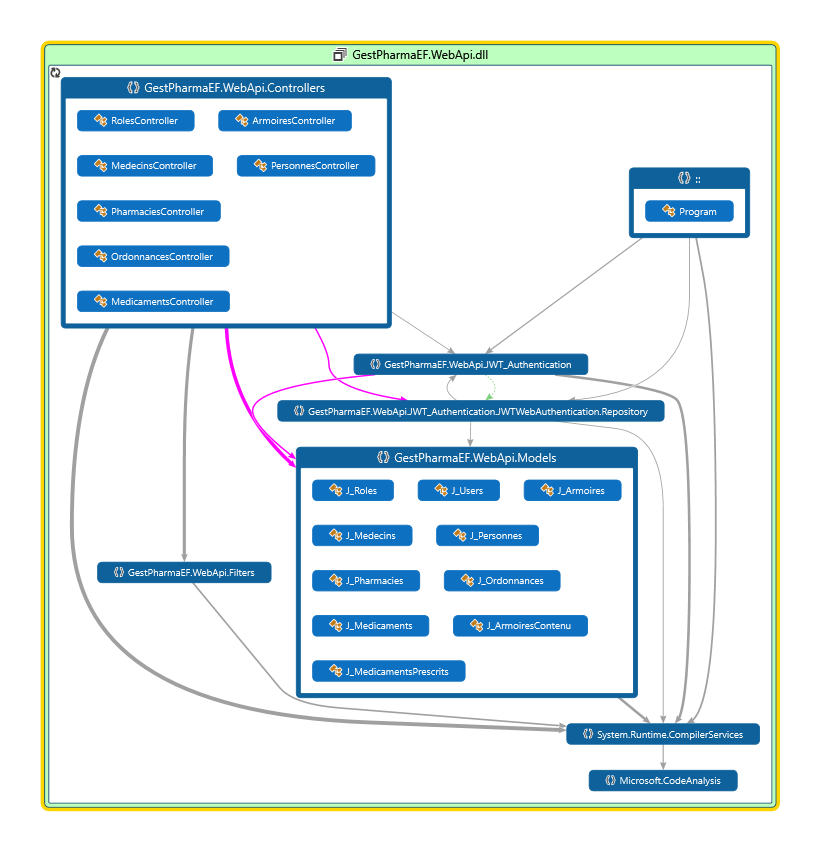 GestPharmaEF.WebApi.dll
GestPharmaEF.WebApi.Controllers
RolesController
ArmoiresController
MedecinsController
PersonnesController
PharmaciesController
OrdonnancesController
MedicamentsController
::
Program
GestPharmaEF.WebApi.JWT_Authentication
GestPharmaEF.WebApi.JWT_Authentication.JWTWebAuthentication.Repository
GestPharmaEF.WebApi.Models
J_Roles
J_Users
J_Armoires
J_Medecins
J_Personnes
J_Pharmacies
J_Ordonnances
J_Medicaments
J_ArmoiresContenu
J_MedicamentsPrescrits
GestPharmaEF.WebApi.Filters
System.Runtime.CompilerServices
Microsoft.CodeAnalysis